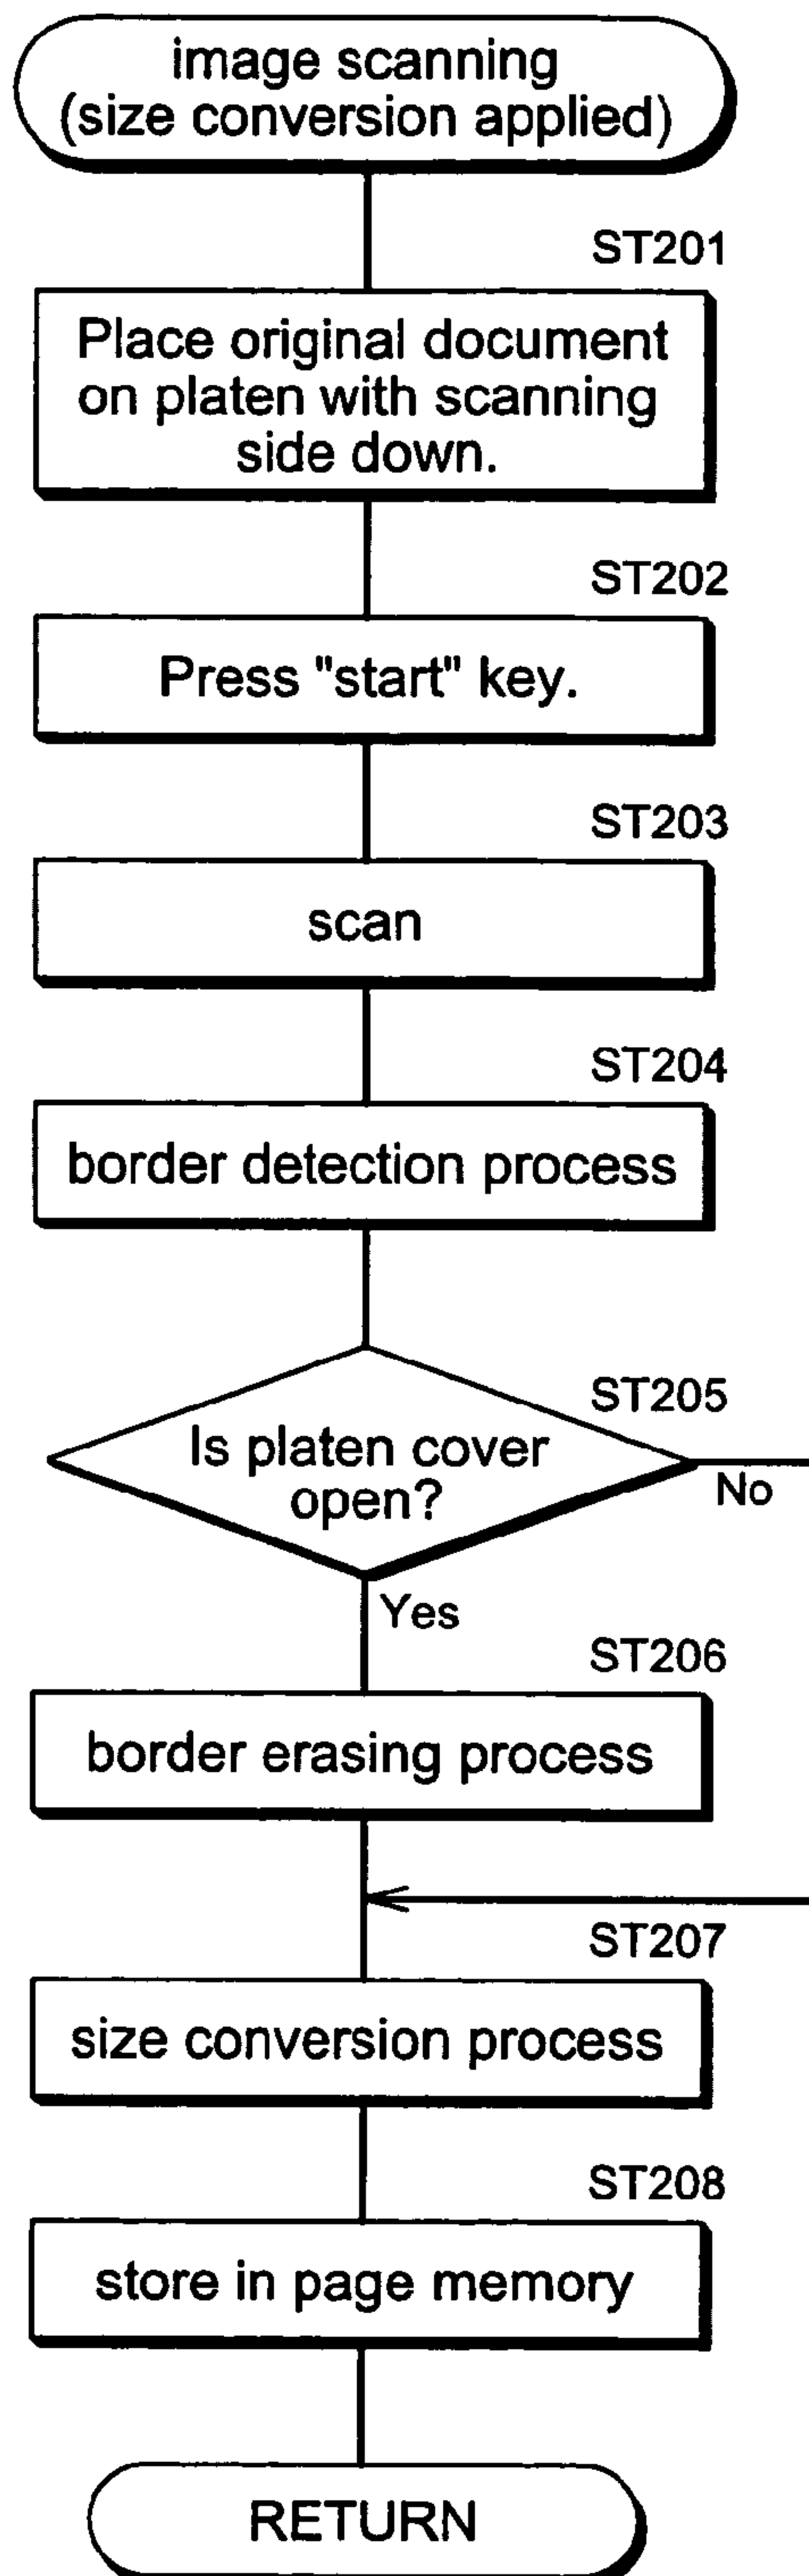 image scanning
(size conversion applied)
ST201
Place original document
on platen with scanning
side down.
ST202
Press "start" key.
ST203
scan
ST204
border detection process
ST205
Is platen cover
open?
No
Yes
ST206
border erasing process
ST207
size conversion process
ST208
store in page memory
RETURN